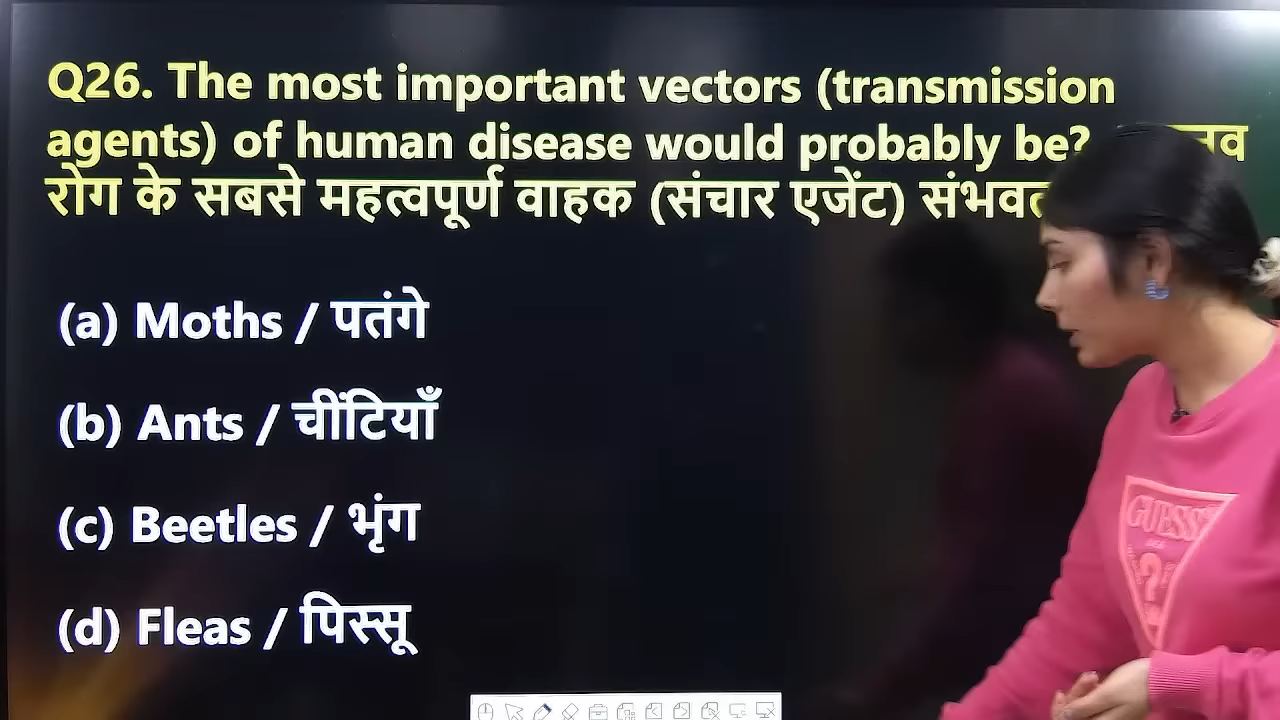 Q26. The most important vectors (transmission
agents) of human disease would probably be?
रोग के सबसे महत्वपूर्ण वाहक (संचार एजेंट)
(a) Moths / पतंगे
(b) Ants / चींटियाँ
(c) Beetles / भृंग
(d) Fleas / पिस्सू
GUESS
?